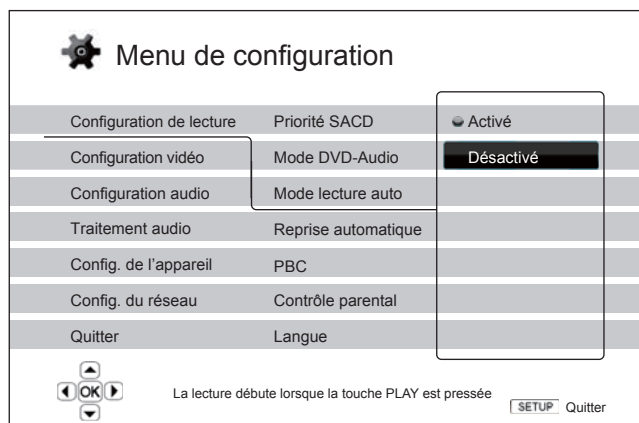 Menu de configuration
Configuration de lecture Priorité SACD Activé
Configuration vidéo Mode DVD-Audio Désactivé
Configuration audio Mode lecture auto
Traitement audio Reprise automatique
Config. de l'appareil PBC
Config. du réseau Contrôle parental
Quitter Langue
OK La lecture débute lorsque la touche PLAY est pressée
SETUP Quitter